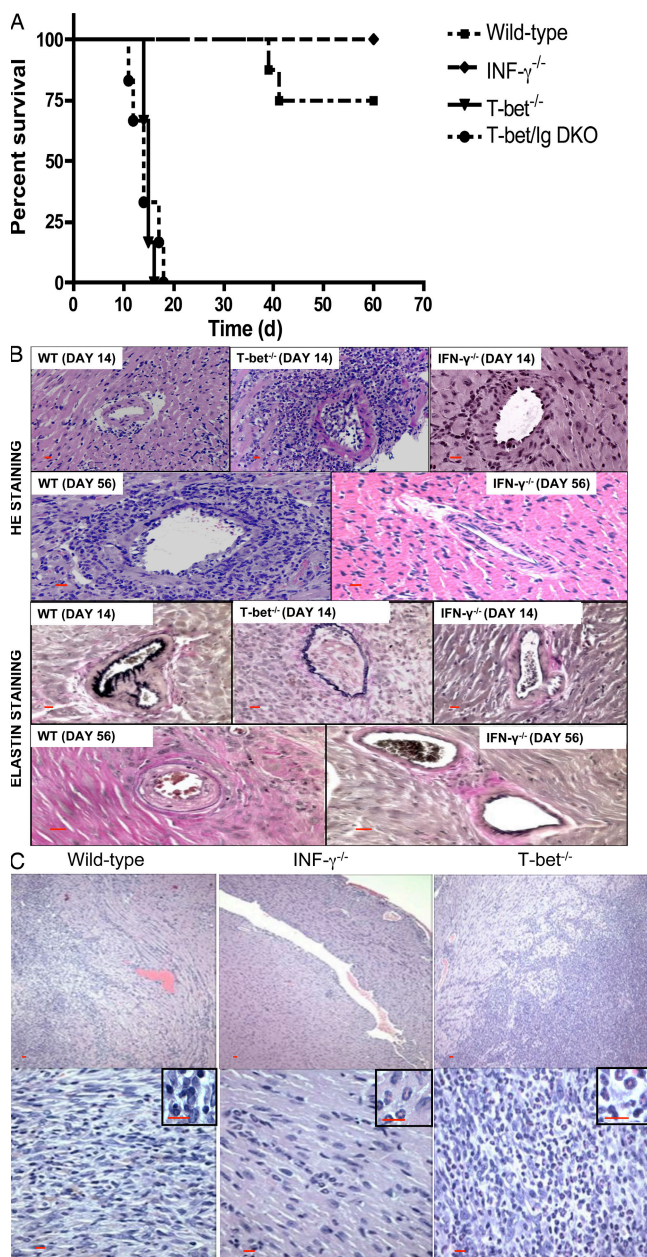 A
Percent survival
100
75
50
25
0
0 10 20 30 40 50 60 70
Time (d)
Wild-type
INF-γ-/-
T-bet-/-
T-bet/Ig DKO
B
HE STAINING
WT (DAY 14) T-bet-/- (DAY 14) IFN-γ-/- (DAY 14)
WT (DAY 56) IFN-γ-/- (DAY 56)
ELASTIN STAINING
WT (DAY 14) T-bet-/- (DAY 14) IFN-γ-/- (DAY 14)
WT (DAY 56) IFN-γ-/- (DAY 56)
C
Wild-type INF-γ-/- T-bet-/-